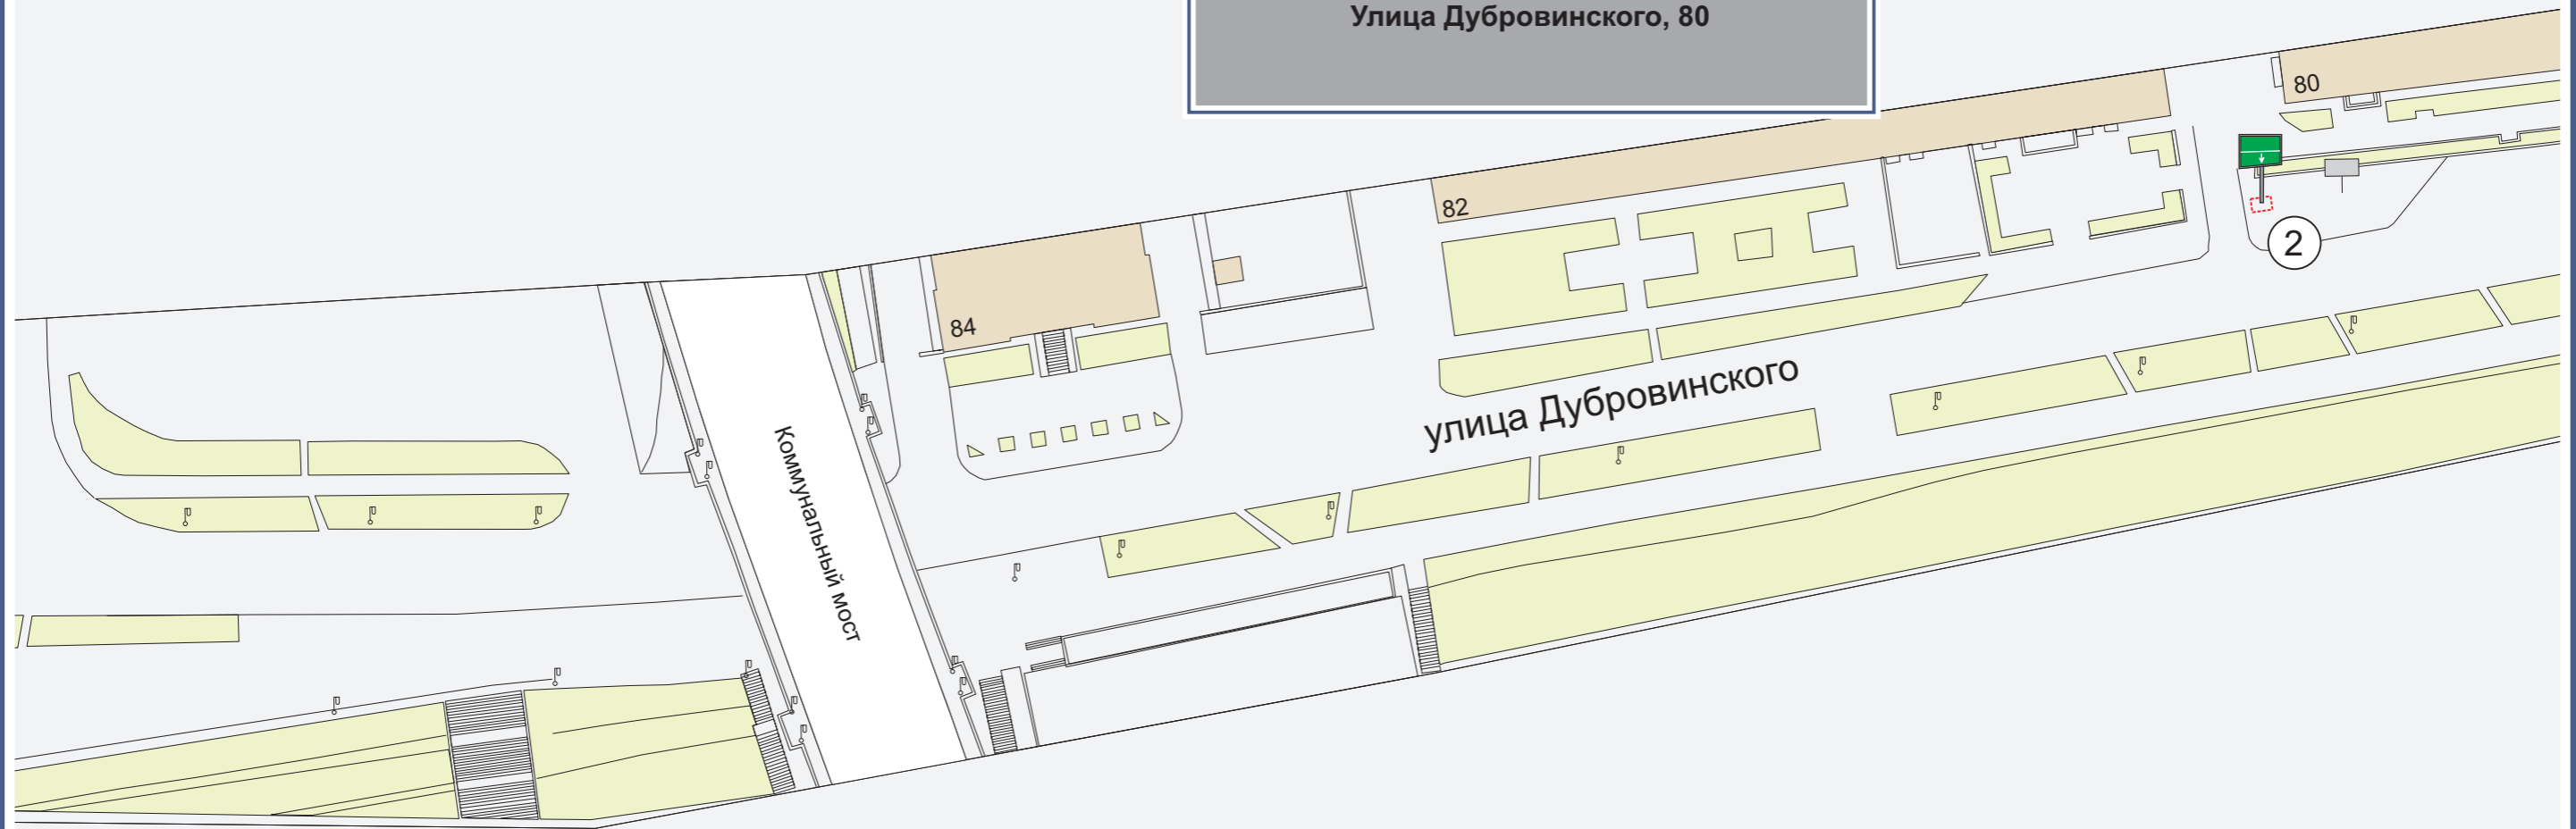 Улица Дубровинского, 80
80
82
2
84
улица Дубровинского
Коммунальный мост